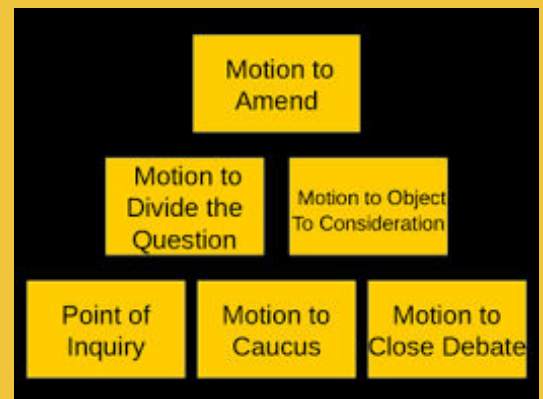 Motion to
Amend
Motion to
Divide the
Question
Motion to Object
To Consideration
Point of
Inquiry
Motion to
Caucus
Motion to
Close Debate